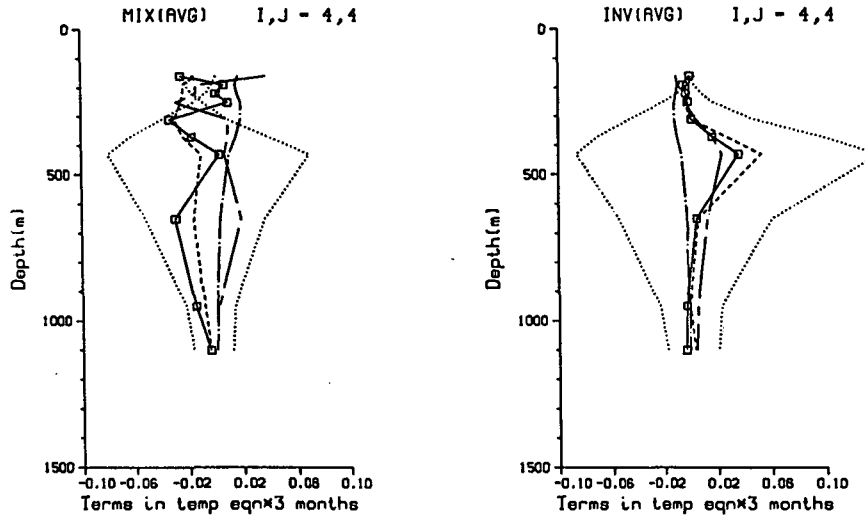 MIX(AVG) I,J = 4,4
0
500
1000
1500
Depth(m)
-0.10 -0.06 -0.02 0.02 0.06 0.10
Terms in temp eqn*3 months
INV(AVG) I,J = 4,4
0
500
1000
1500
Depth(m)
-0.10 -0.06 -0.02 0.02 0.06 0.10
Terms in temp eqn*3 months